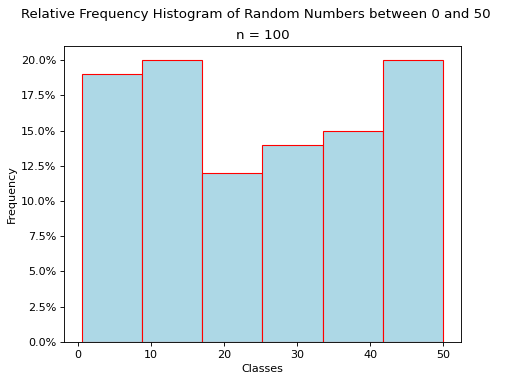 Relative Frequency Histogram of Random Numbers between 0 and 50
n = 100
20.0%
17.5%
15.0%
12.5%
10.0%
7.5%
5.0%
2.5%
0.0%
Frequency
0 10 20 30 40 50
Classes